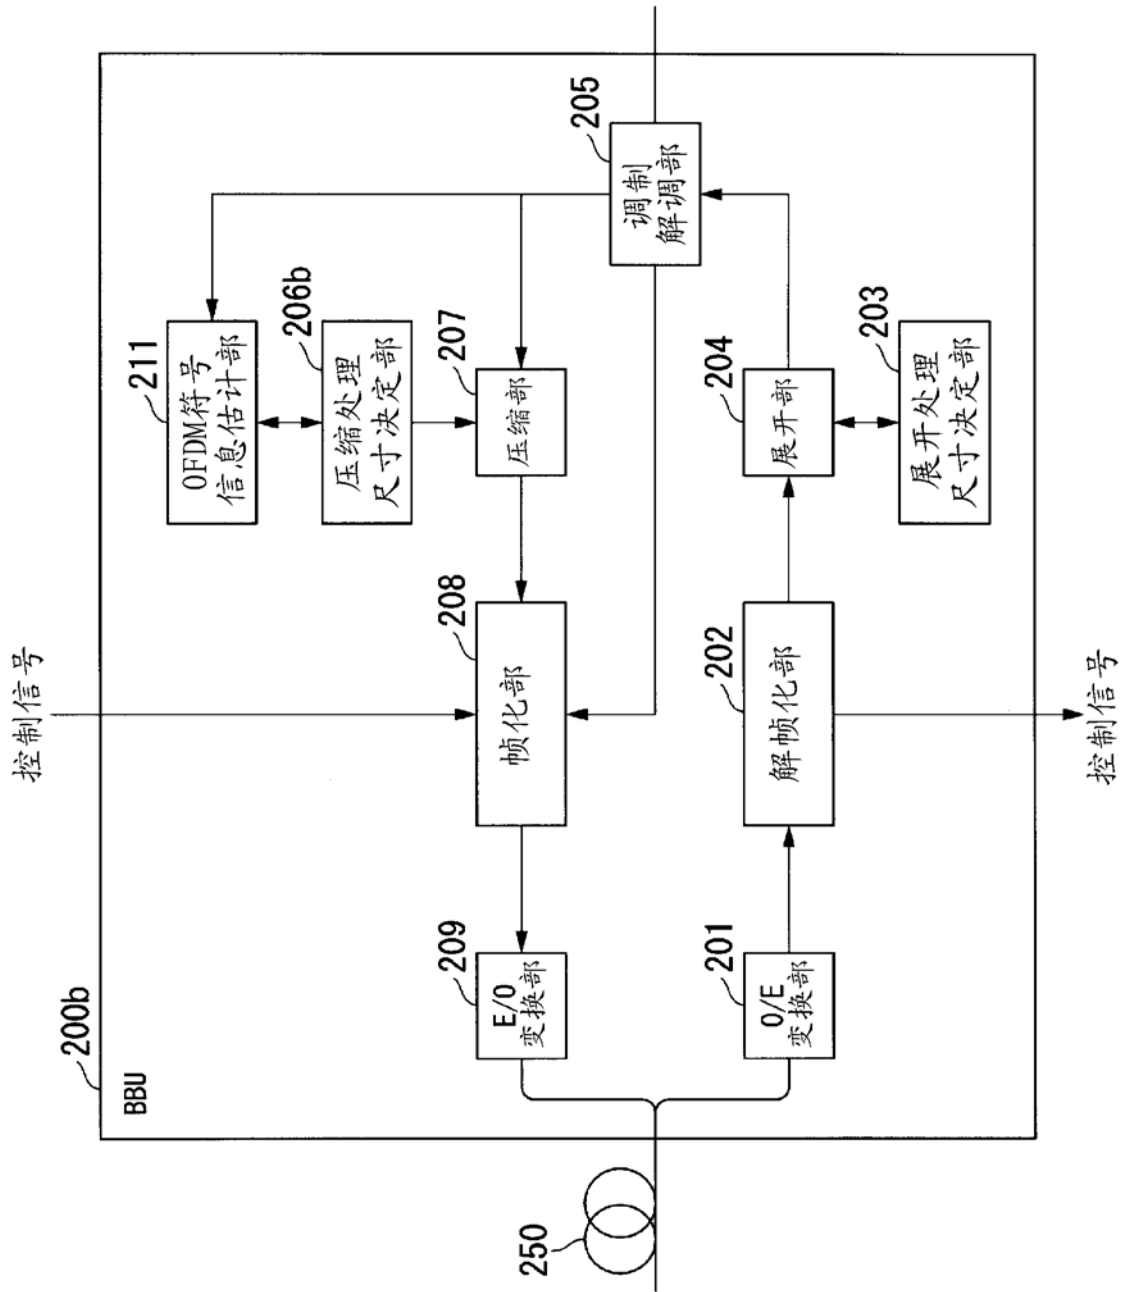 200b
BBU
控制信号
211
OFDM符号
信息估计部
206b
压缩处理
尺寸决定部
209
E/O
变换部
208
帧化部
207
压缩部
205
调制
解调部
250
201
O/E
变换部
202
解帧化部
204
展开部
203
展开处理
尺寸决定部
控制信号